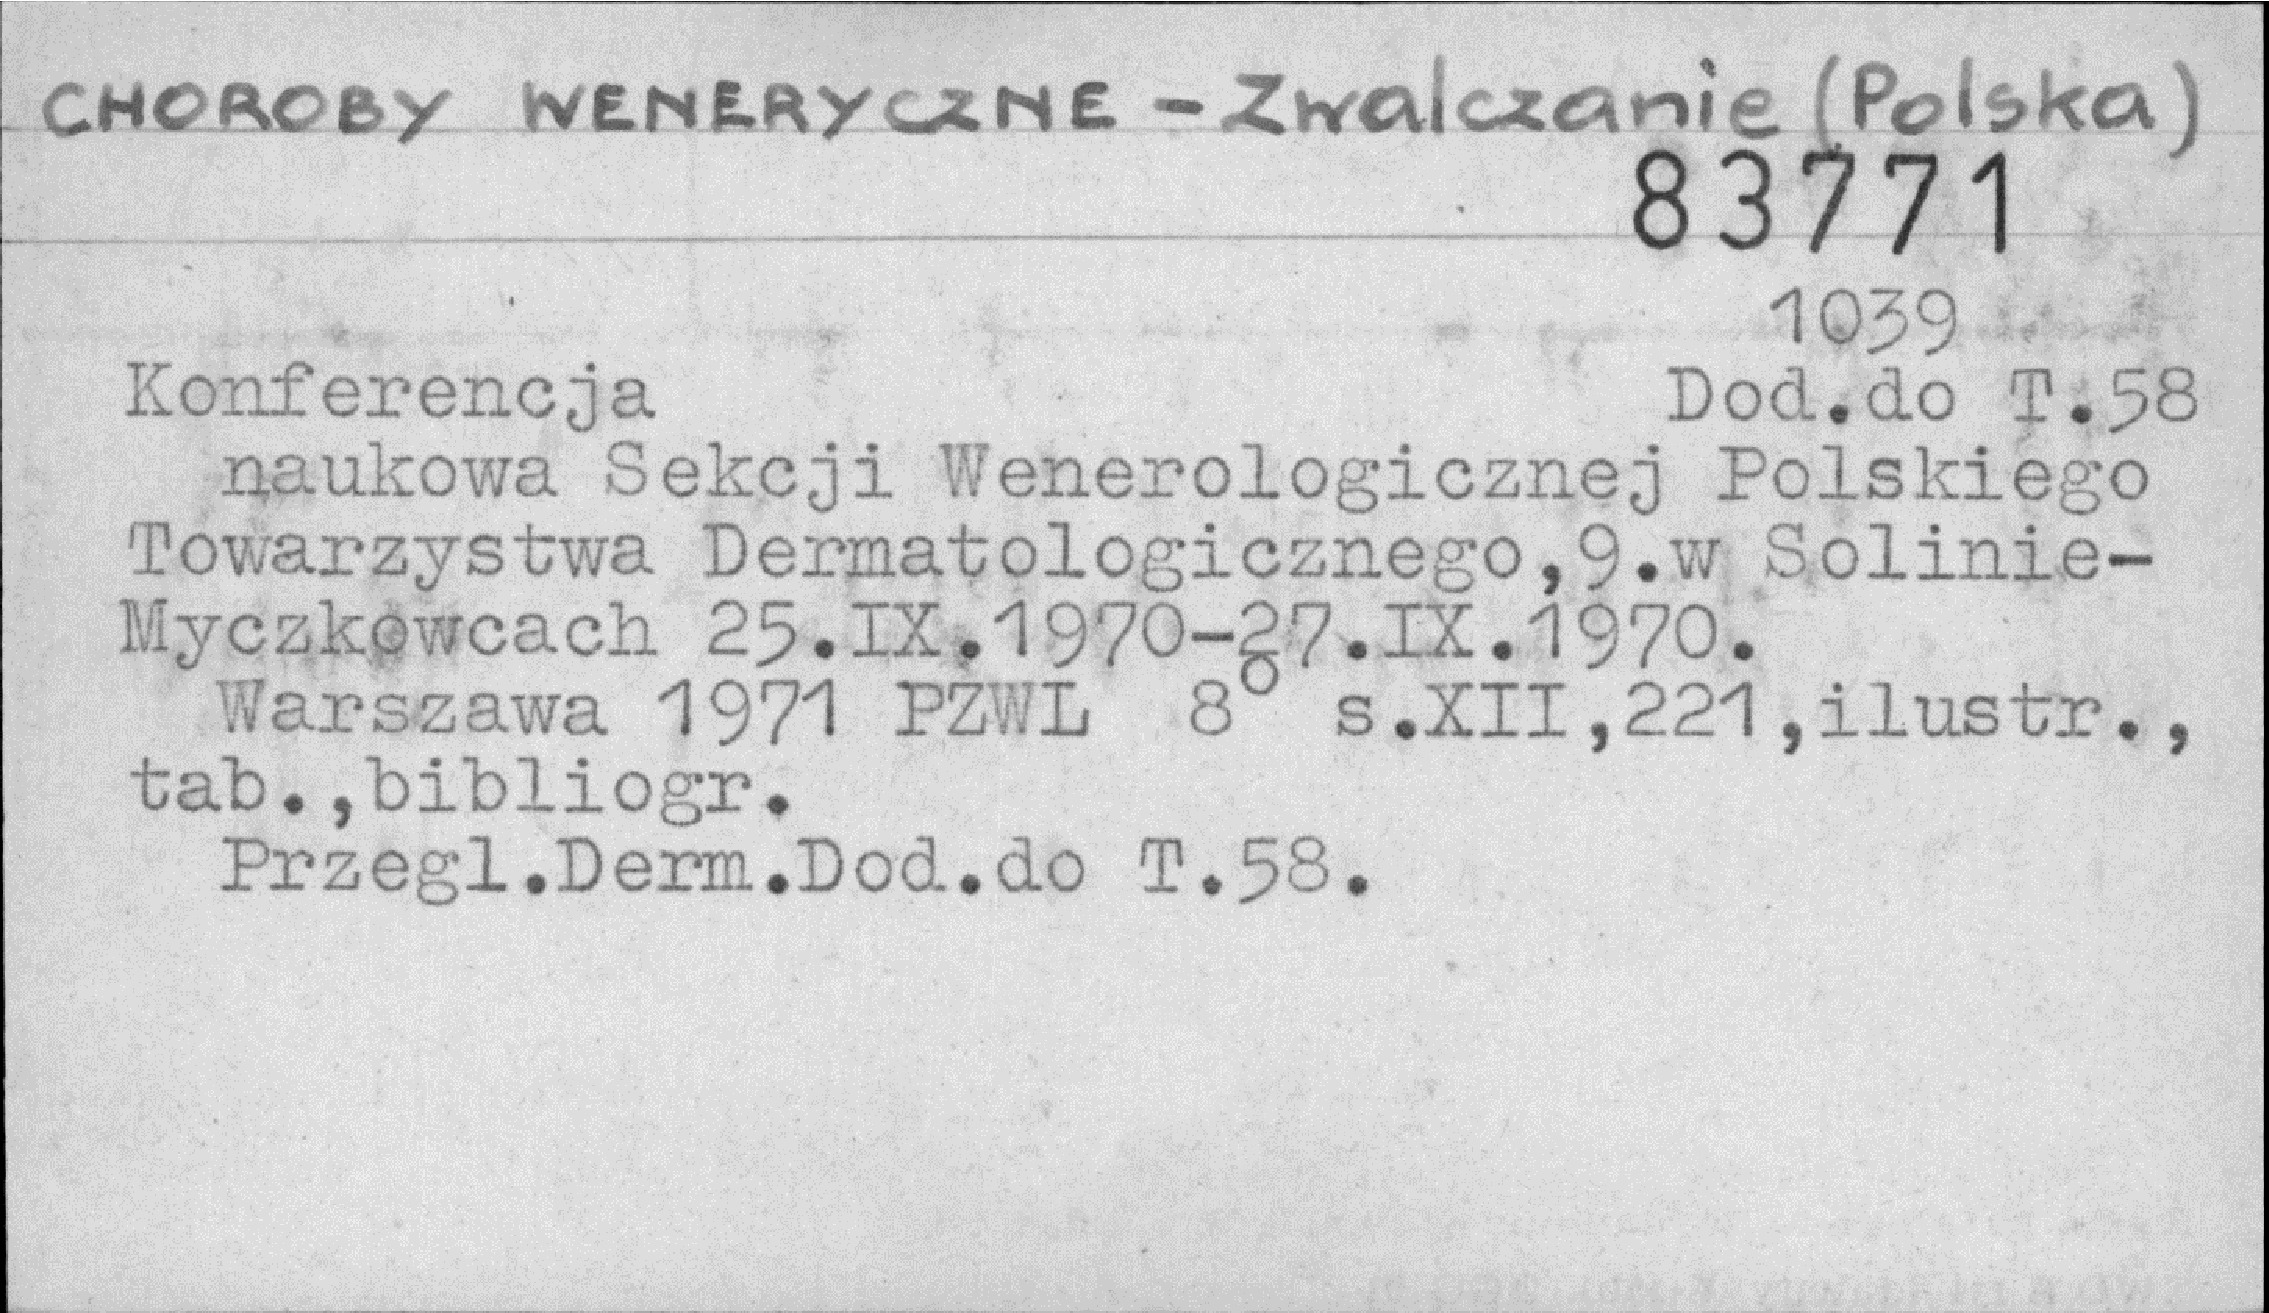 CHOROBY WENERYCZNE - Zwalczanie (Polska)
83771
1039
Konferencja Dod.do T.58
naukowa Sekcji Wenerologicznej Polskiego
Towarzystwa Dermatologicznego,9.w Solinie-
Myczkowcach 25.IX.1970-27.IX.1970.
Warszawa 1971 PZWL 8° s.XII,221,ilustr.,
tab.,bibliogr.
Przegl.Derm.Dod.do T.58.